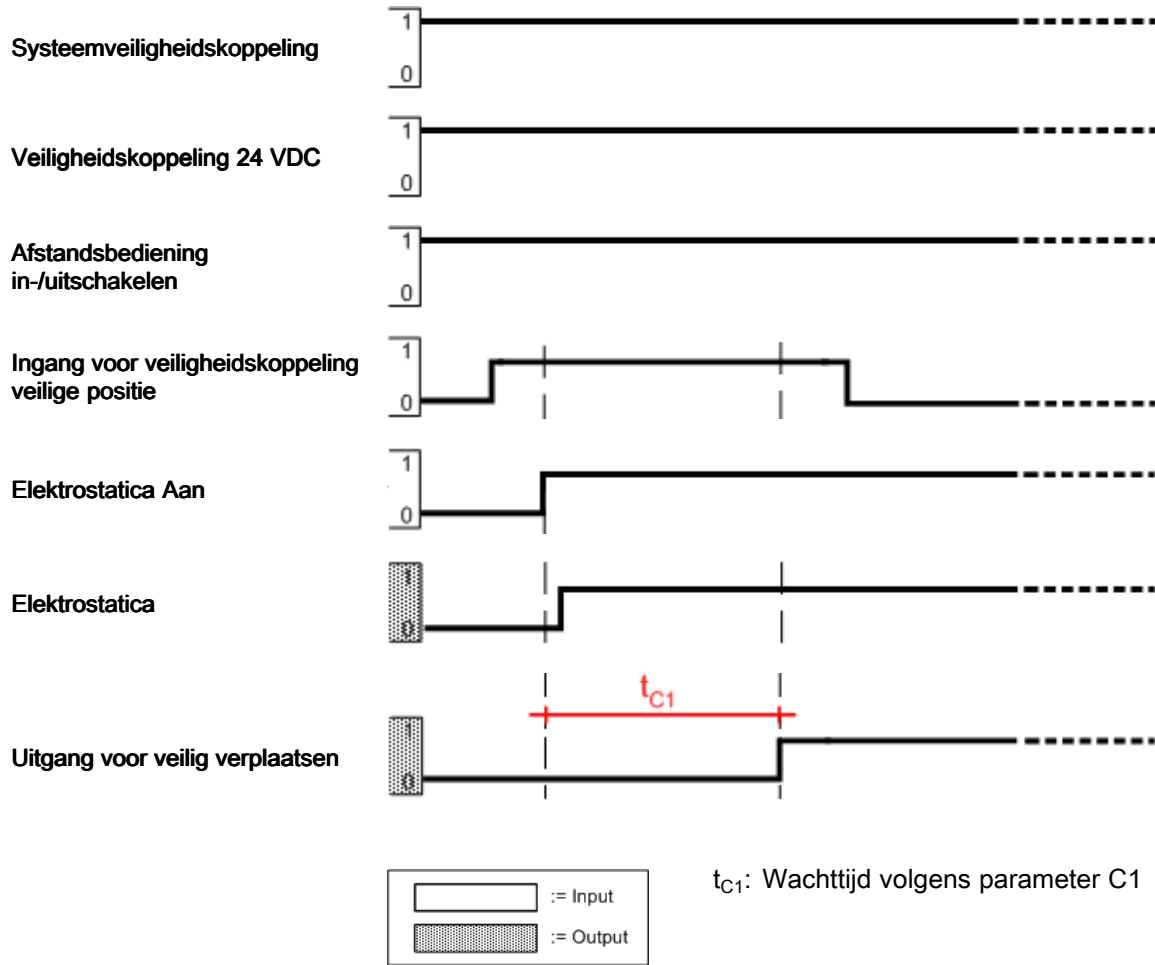 Systeemveiligheidskoppeling
1
0
Veiligheidskoppeling 24 VDC
1
0
Afstandsbediening
in-/uitschakelen
1
0
Ingang voor veiligheidskoppeling
veilige positie
1
0
Elektrostatica Aan
1
0
Elektrostatica
1
0
tC1
Uitgang voor veilig verplaatsen
1
0
:= Input
:= Output
tC1: Wachttijd volgens parameter C1